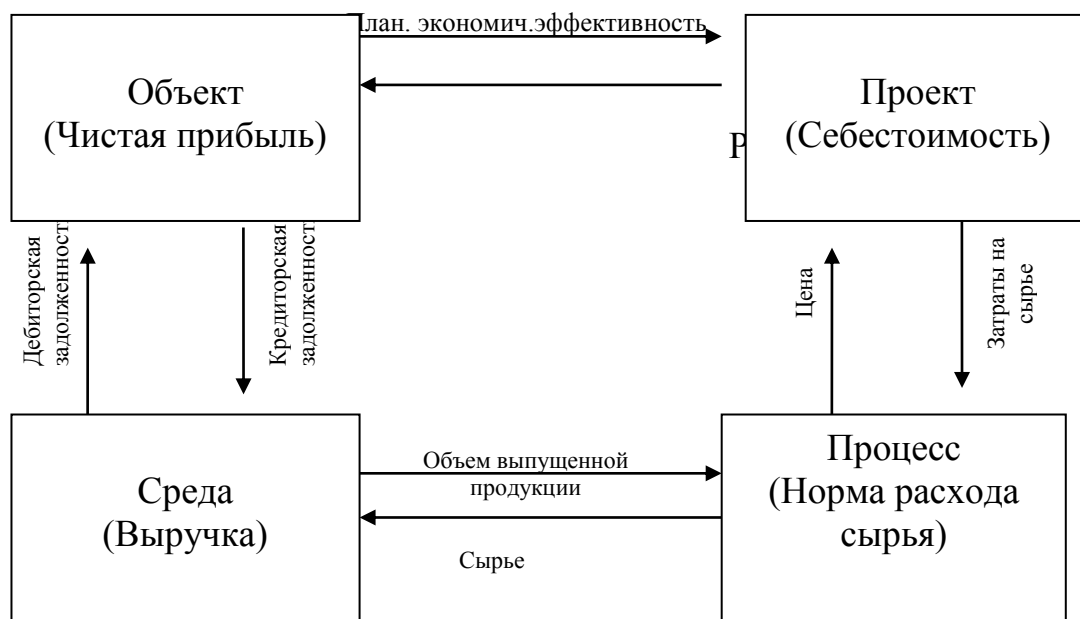 План. экономич.эффективность
Объект
(Чистая прибыль)
Проект
(Себестоимость)
Р
Дебиторская
задолженность
Кредиторская
задолженность
Цена
Затраты на
сырье
Среда
(Выручка)
Объем выпущенной
продукции
Сырье
Процесс
(Норма расхода
сырья)